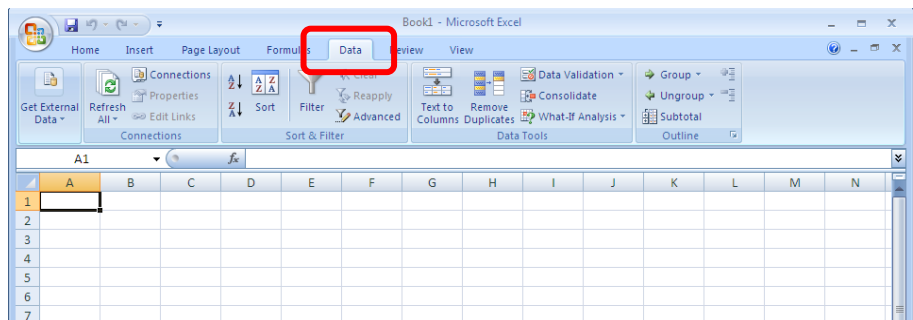 Book1 - Microsoft Excel
Home Insert Page Layout Formulas Data Review View
Get External Data
Refresh All
Connections
Properties
Edit Links
Connections
A Z
Z A
A Z
Z A
Sort
Z A
Filter
Clear
Reapply
Advanced
Sort & Filter
Text to Columns
Remove Duplicates
Data Validation
Consolidate
What-If Analysis
Data Tools
Group
Ungroup
Subtotal
Outline
A1
fx
A B C D E F G H I J K L M N
1
2
3
4
5
6
7